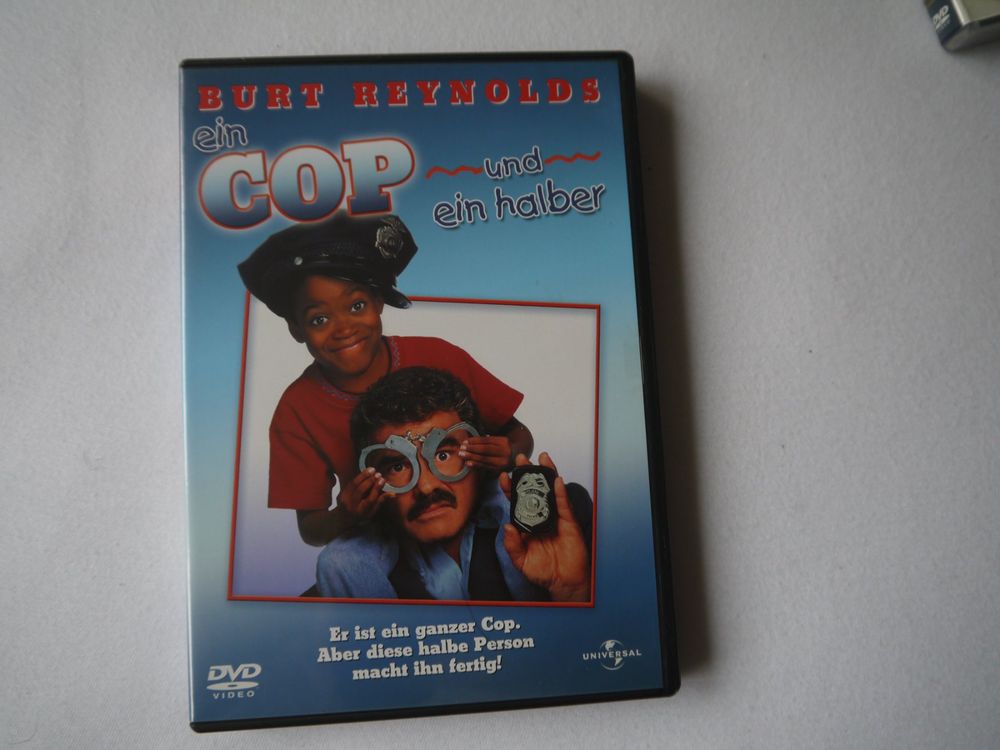 BURT REYNOLDS
ein
COP
und
ein halber
Er ist ein ganzer Cop.
Aber diese halbe Person
macht ihn fertig!
DVD
VIDEO
UNIVERSAL
DVD